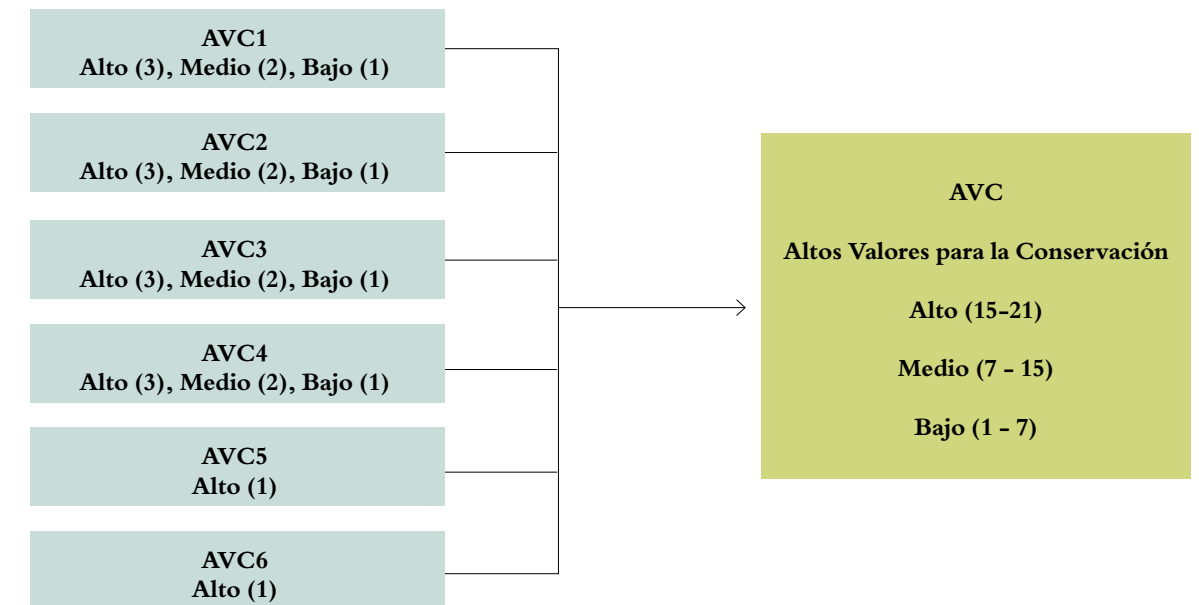 AVC1
Alto (3), Medio (2), Bajo (1)
AVC2
Alto (3), Medio (2), Bajo (1)
AVC3
Alto (3), Medio (2), Bajo (1)
AVC4
Alto (3), Medio (2), Bajo (1)
AVC5
Alto (1)
AVC6
Alto (1)
AVC
Altos Valores para la Conservación
Alto (15-21)
Medio (7 - 15)
Bajo (1 - 7)